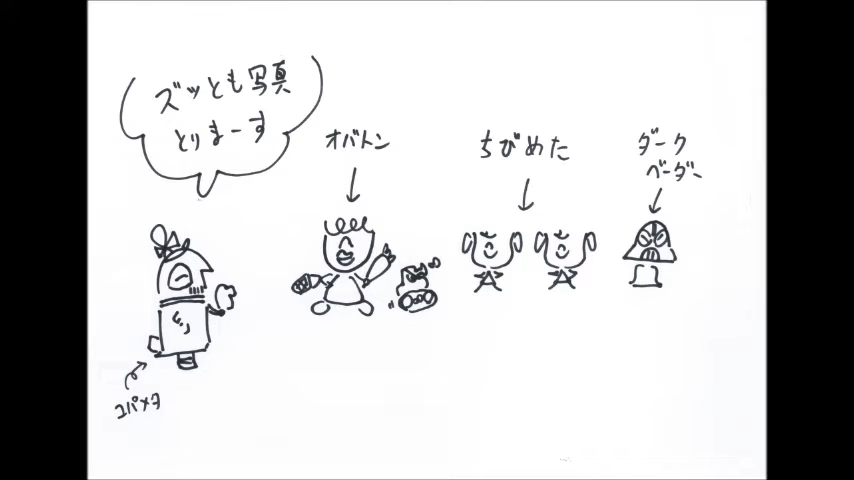 ズッとも写真
とりまーす
オバトン
ちびめた
ダーク
ベーダー
コパメタ